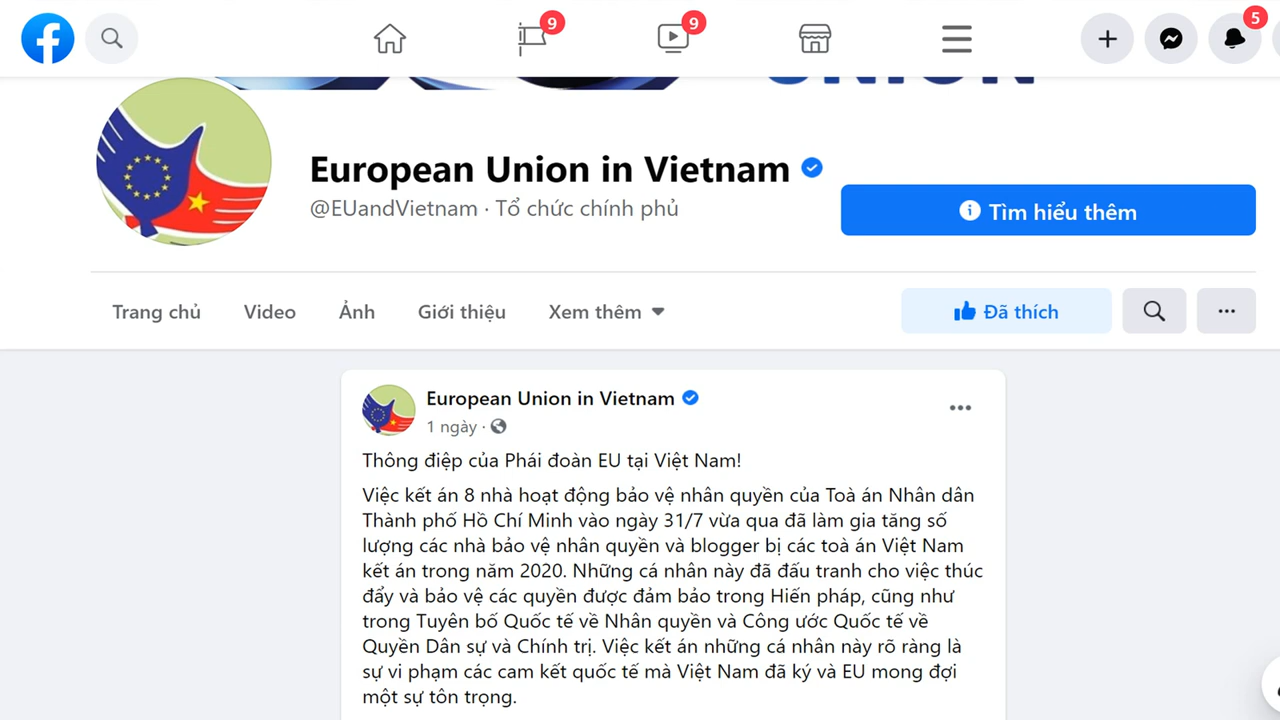 9
9
5
UNION
European Union in Vietnam
@EUandVietnam · Tổ chức chính phủ
Tìm hiểu thêm
Trang chủ
Video
Ảnh
Giới thiệu
Xem thêm
Đã thích
European Union in Vietnam
1 ngày ·
Thông điệp của Phái đoàn EU tại Việt Nam!
Việc kết án 8 nhà hoạt động bảo vệ nhân quyền của Toà án Nhân dân
Thành phố Hồ Chí Minh vào ngày 31/7 vừa qua đã làm gia tăng số
lượng các nhà bảo vệ nhân quyền và blogger bị các toà án Việt Nam
kết án trong năm 2020. Những cá nhân này đã đấu tranh cho việc thúc
đẩy và bảo vệ các quyền được đảm bảo trong Hiến pháp, cũng như
trong Tuyên bố Quốc tế về Nhân quyền và Công ước Quốc tế về
Quyền Dân sự và Chính trị. Việc kết án những cá nhân này rõ ràng là
sự vi phạm các cam kết quốc tế mà Việt Nam đã ký và EU mong đợi
một sự tôn trọng.